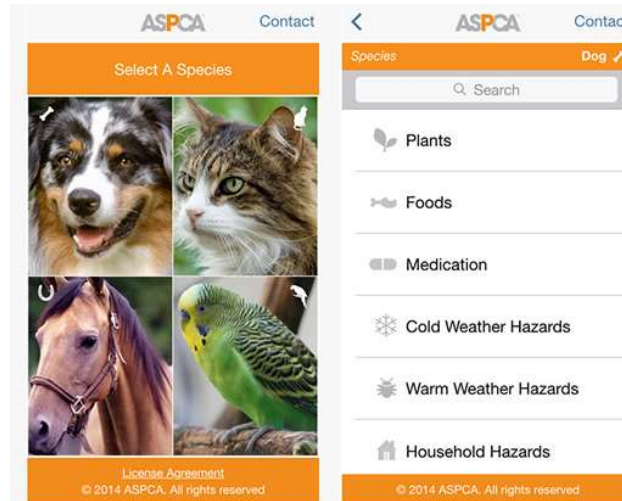 ASPCA Contact
Select A Species
License Agreement
© 2014 ASPCA. All rights reserved
ASPCA Contac
Species Dog
Search
Plants
Foods
Medication
Cold Weather Hazards
Warm Weather Hazards
Household Hazards
© 2014 ASPCA. All rights reserved